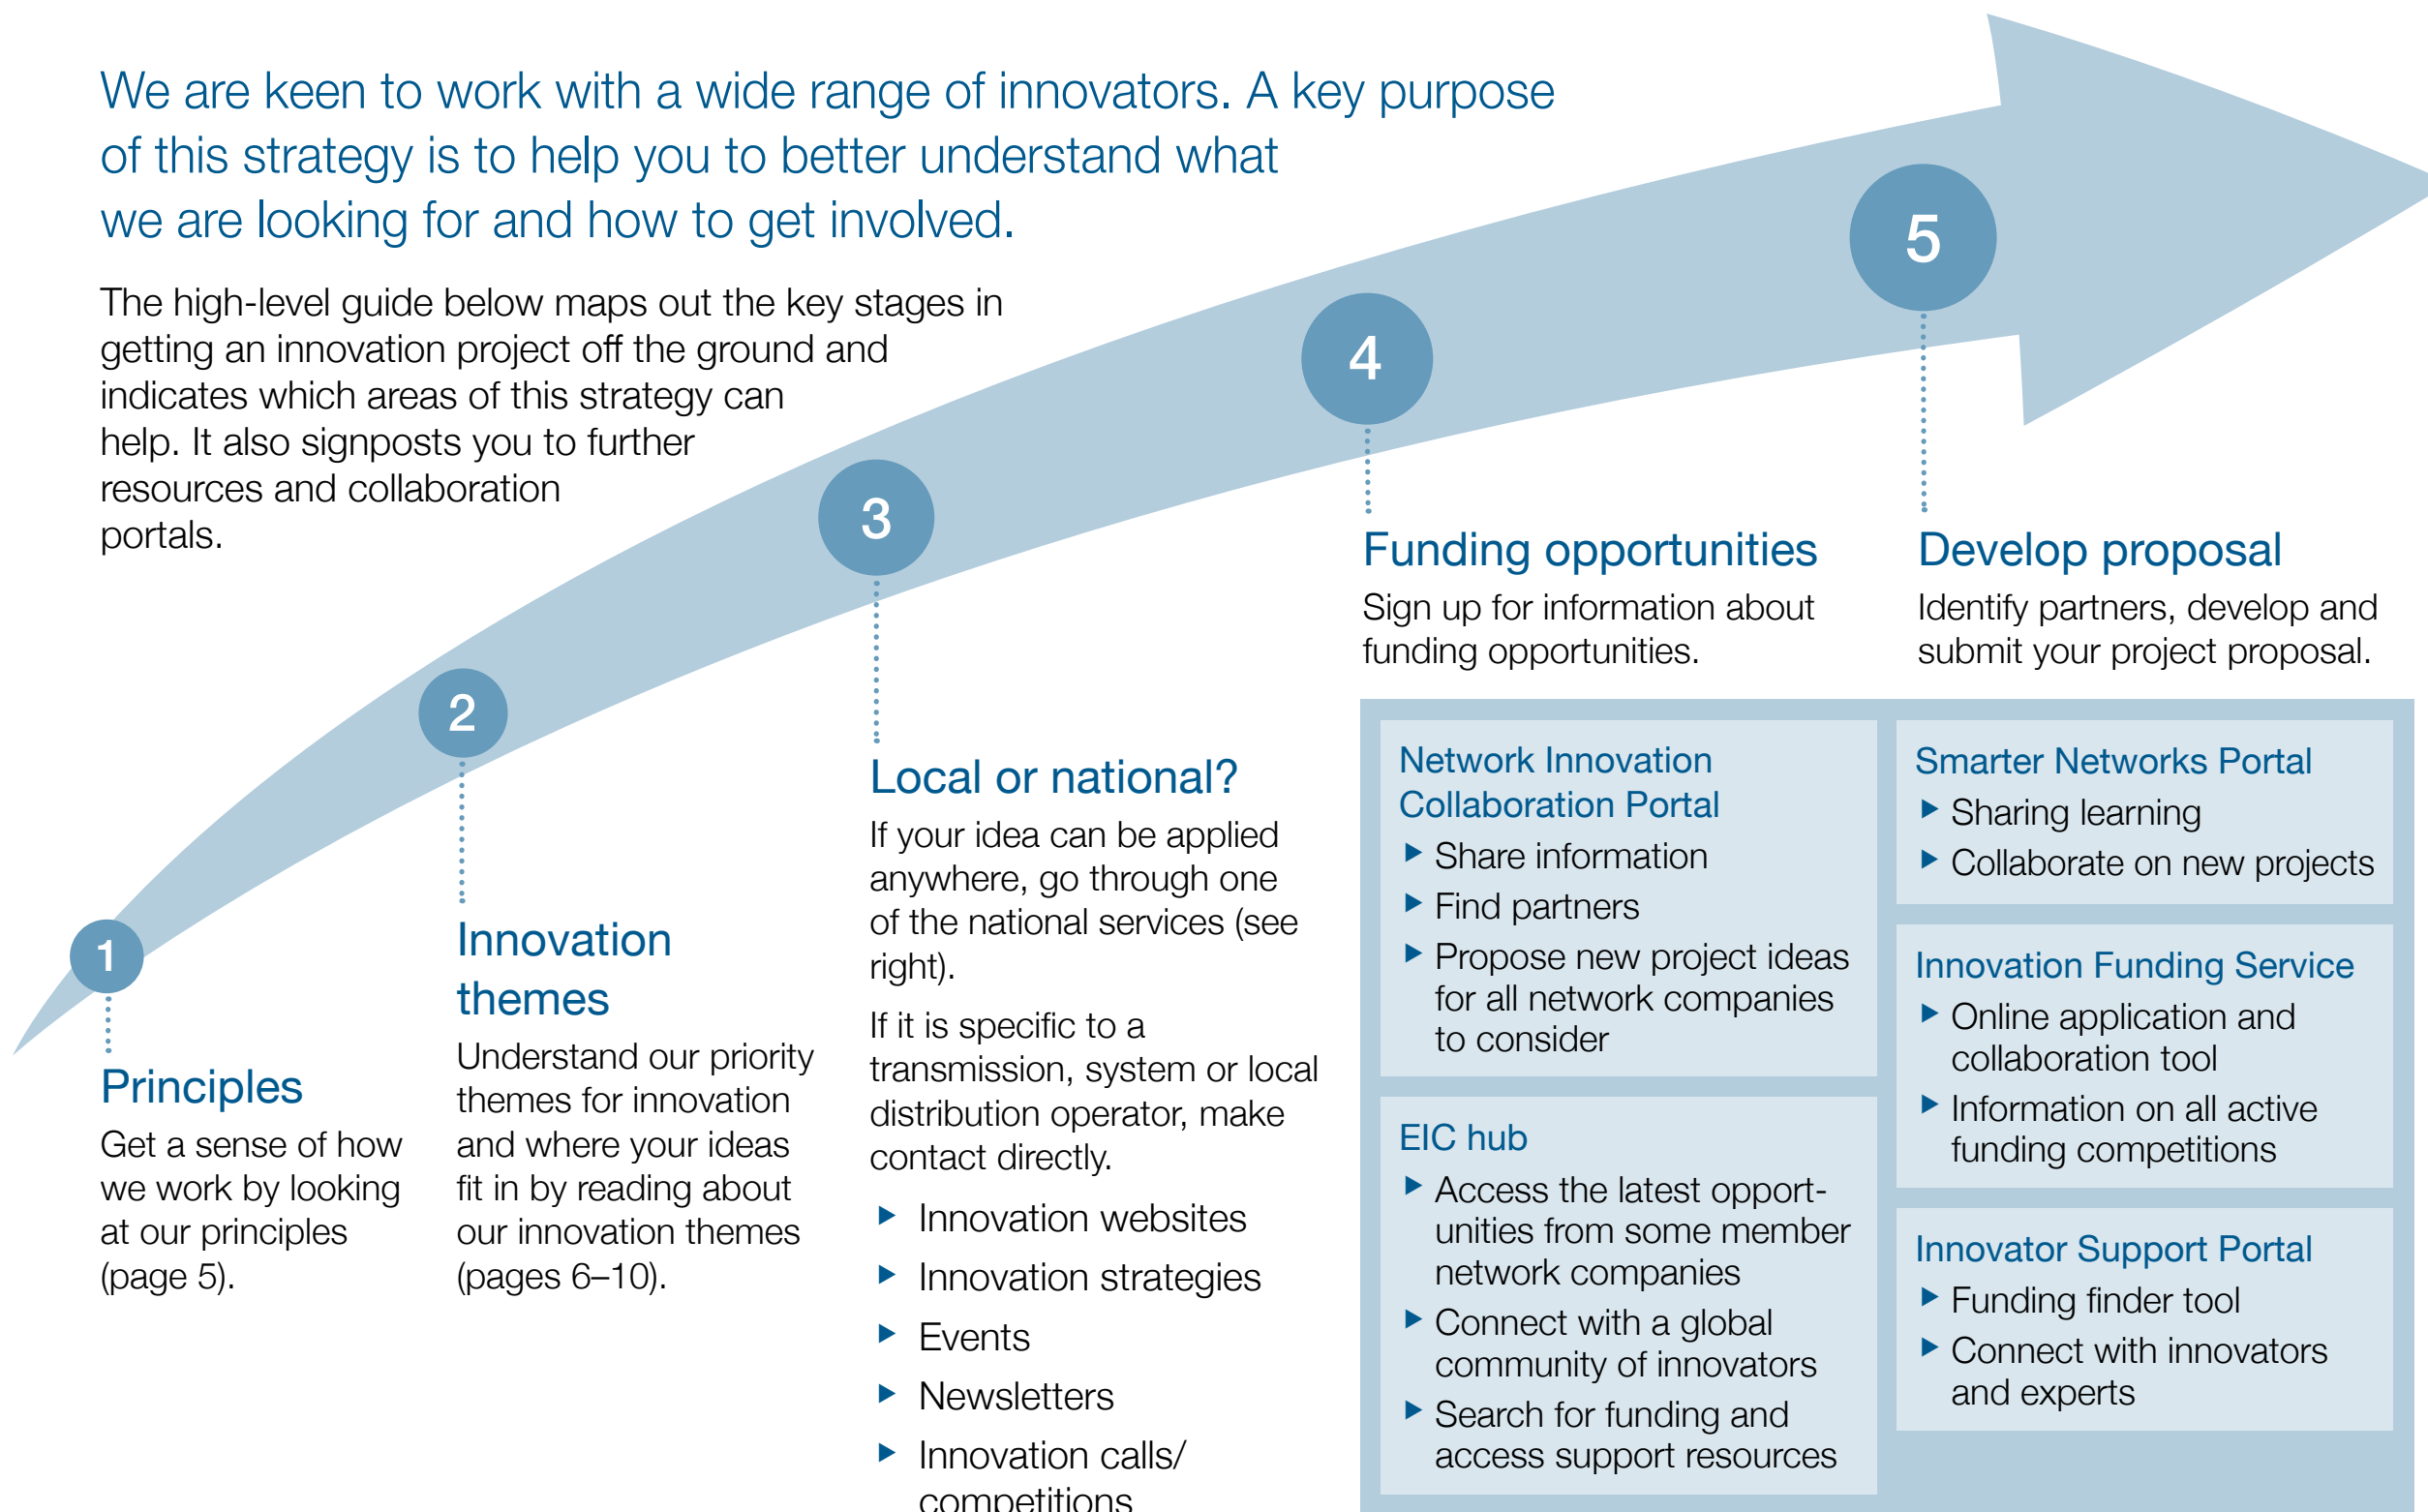 We are keen to work with a wide range of innovators. A key purpose
of this strategy is to help you to better understand what
we are looking for and how to get involved.
The high-level guide below maps out the key stages in
getting an innovation project off the ground and
indicates which areas of this strategy can
help. It also signposts you to further
resources and collaboration
portals.
1
Principles
Get a sense of how
we work by looking
at our principles
(page 5).
2
Innovation
themes
Understand our priority
themes for innovation
and where your ideas
fit in by reading about
our innovation themes
(pages 6–10).
3
Local or national?
If your idea can be applied
anywhere, go through one
of the national services (see
right).
If it is specific to a
transmission, system or local
distribution operator, make
contact directly.
Innovation websites
Innovation strategies
Events
Newsletters
Innovation calls/
competitions
4
Funding opportunities
Sign up for information about
funding opportunities.
5
Develop proposal
Identify partners, develop and
submit your project proposal.
Network Innovation
Collaboration Portal
Share information
Find partners
Propose new project ideas
for all network companies
to consider
EIC hub
Access the latest opport-
unities from some member
network companies
Connect with a global
community of innovators
Search for funding and
access support resources
Smarter Networks Portal
Sharing learning
Collaborate on new projects
Innovation Funding Service
Online application and
collaboration tool
Information on all active
funding competitions
Innovator Support Portal
Funding finder tool
Connect with innovators
and experts